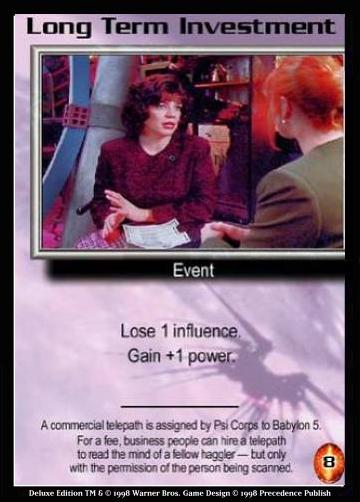 Long Term Investment
Event
Lose 1 influence.
Gain +1 power.
A commercial telepath is assigned by Psi Corps to Babylon 5.
For a fee, business people can hire a telepath
to read the mind of a fellow haggler — but only
with the permission of the person being scanned.
8
Deluxe Edition TM & © 1998 Warner Bros. Game Design © 1998 Precedence Publish